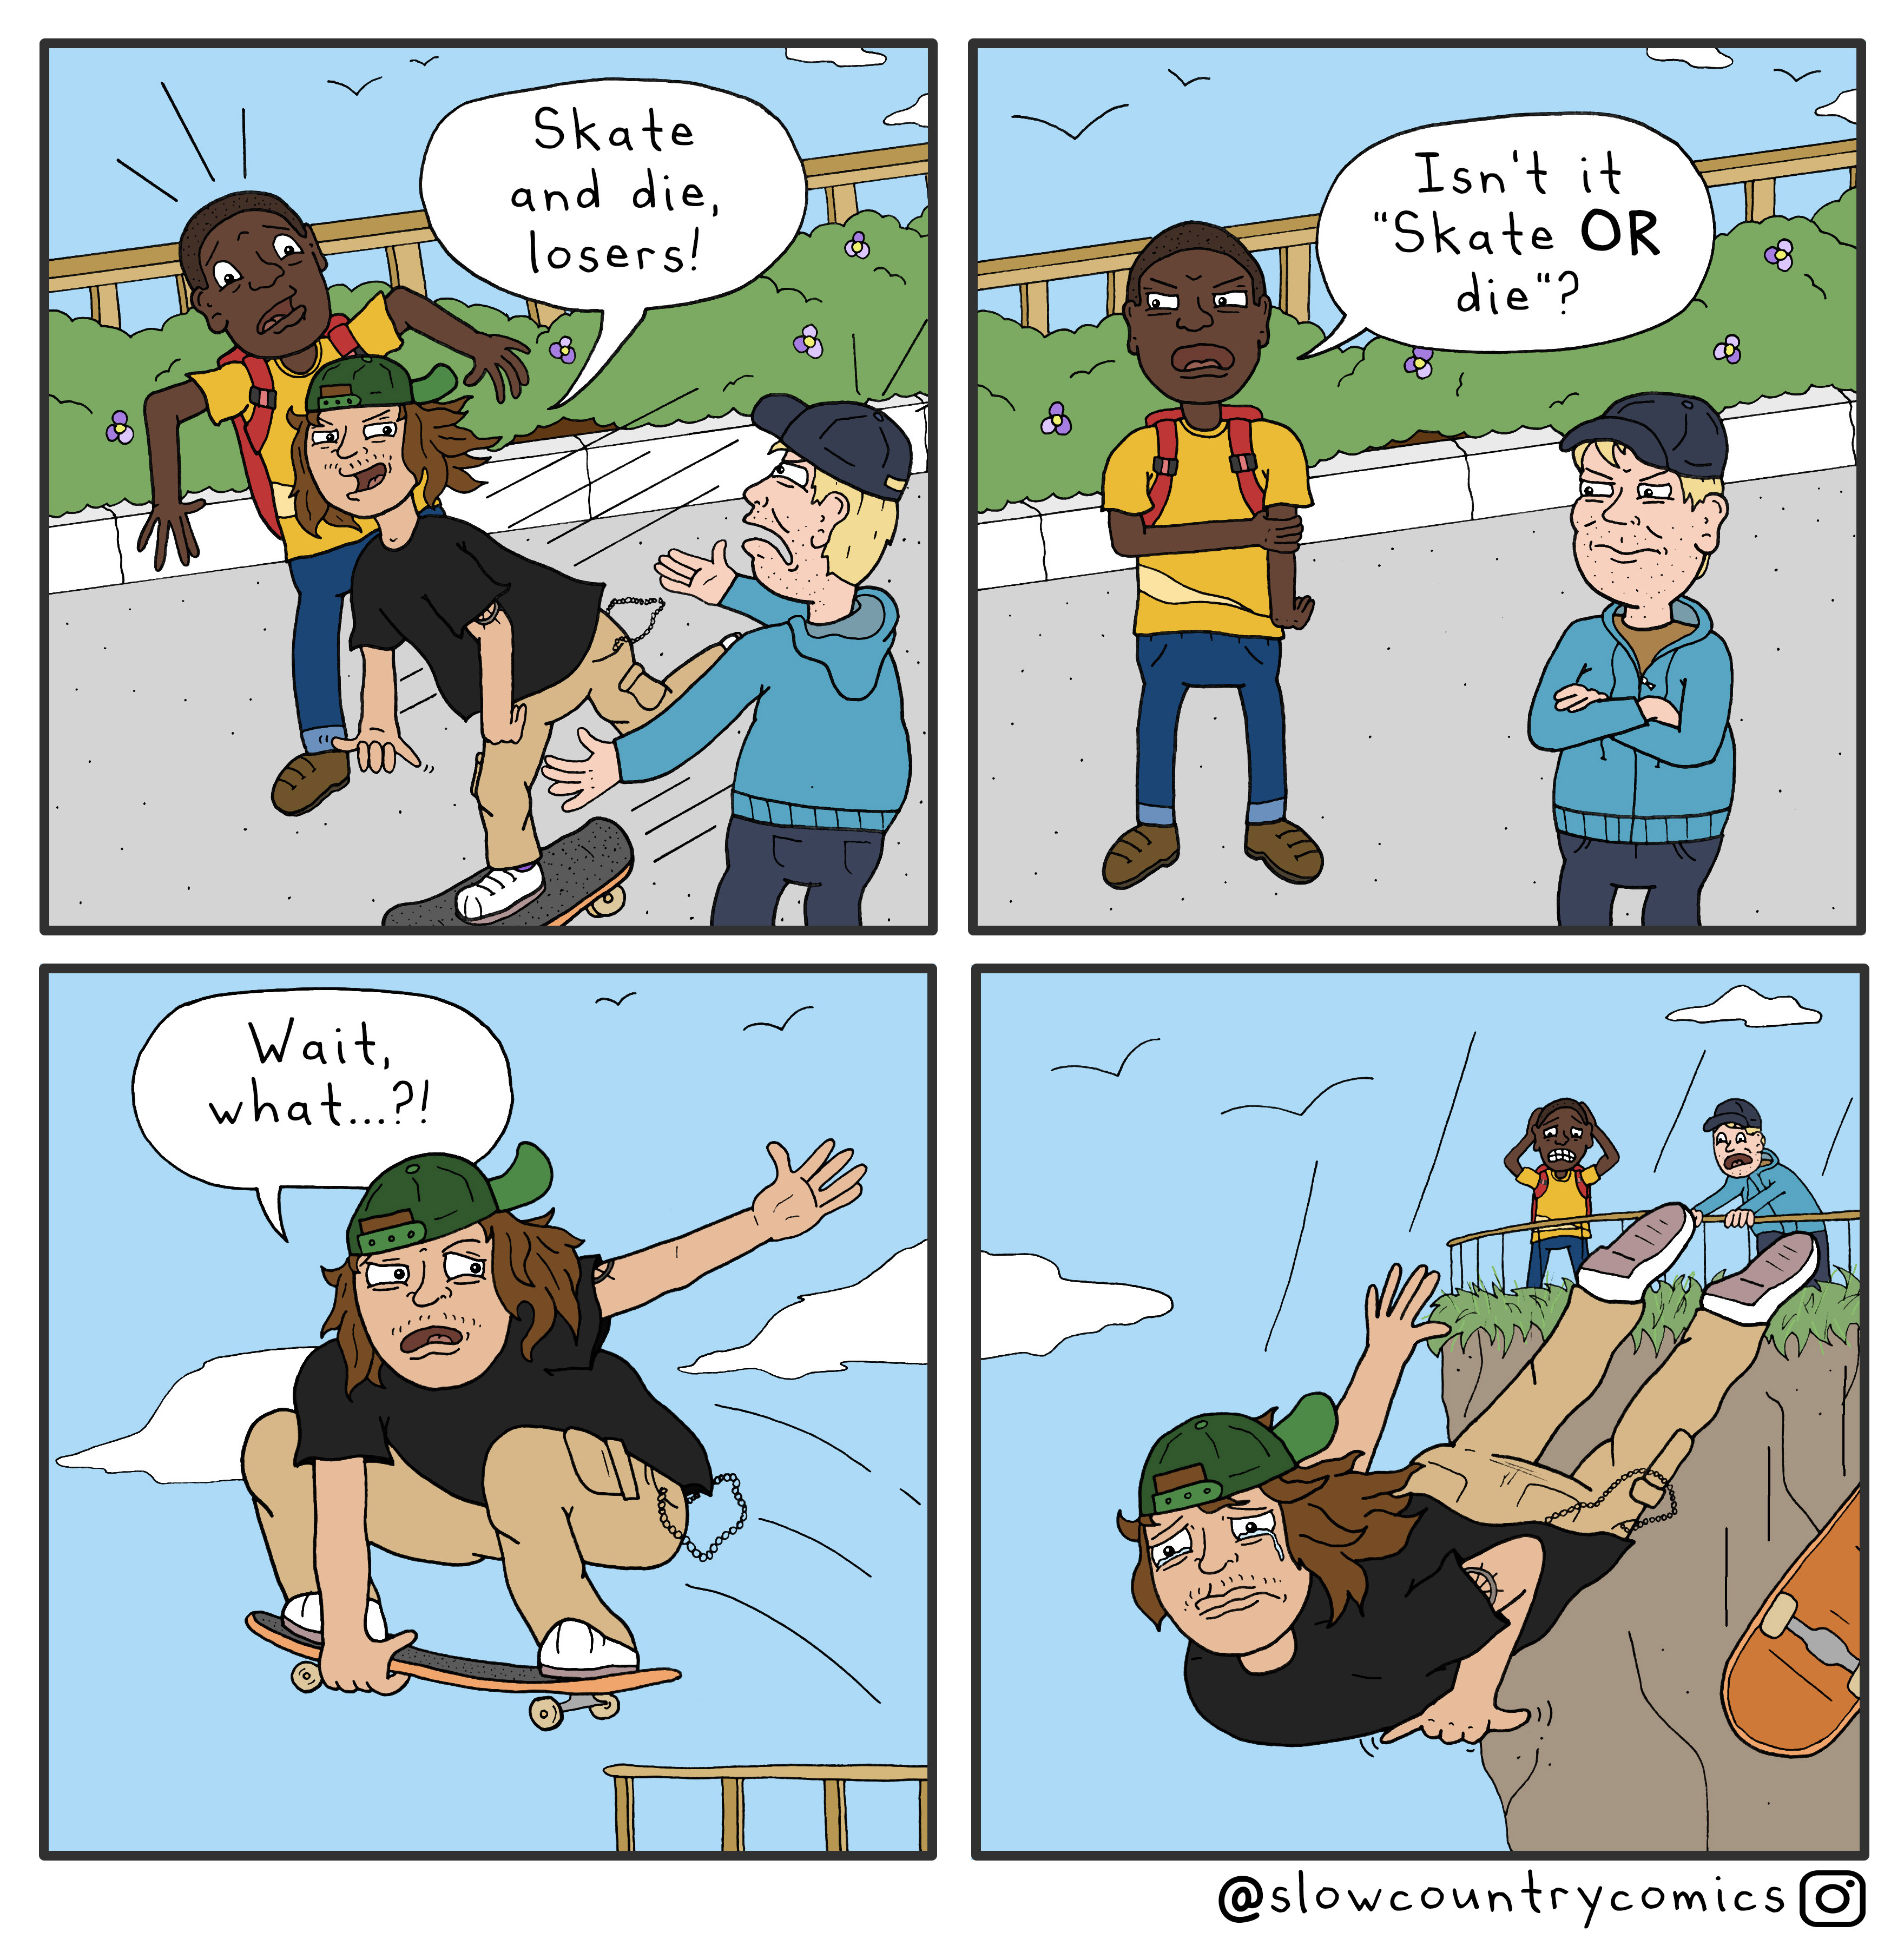 Skate
and die,
losers!
Isn't it
"Skate OR
die"?
Wait,
what...?!
@slowcountrycomics